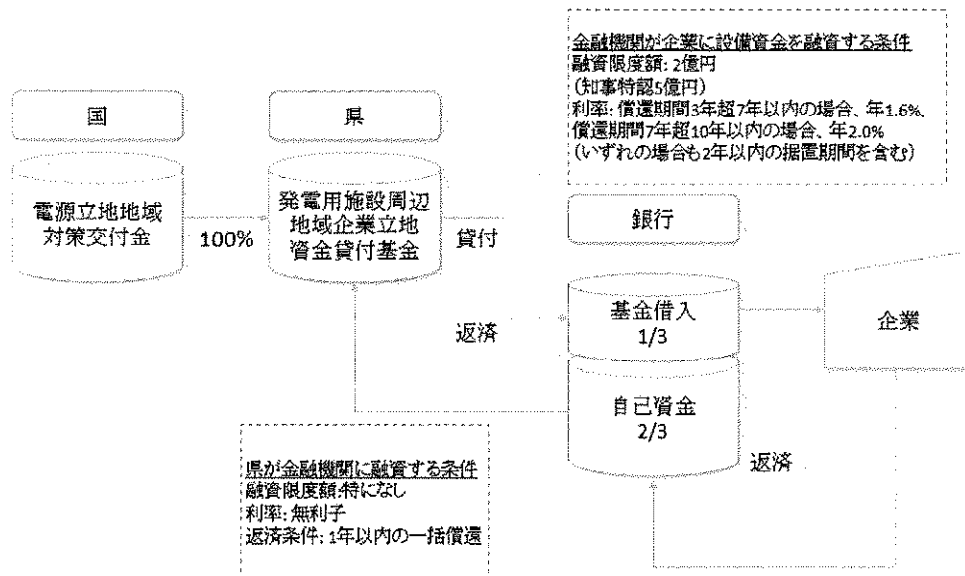 金融機関が企業に設備資金を融資する条件
融資限度額: 2億円
(知事特認5億円)
利率: 償還期間3年超7年以内の場合、年1.6%、
償還期間7年超10年以内の場合、年2.0%
(いずれの場合も2年以内の据置期間を含む)
国
県
電源立地地域
対策交付金
100%
発電用施設周辺
地域企業立地
資金貸付基金
貸付
銀行
返済
基金借入
1/3
企業
自己資金
2/3
返済
県が金融機関に融資する条件
融資限度額:特になし
利率: 無利子
返済条件: 1年以内の一括償還